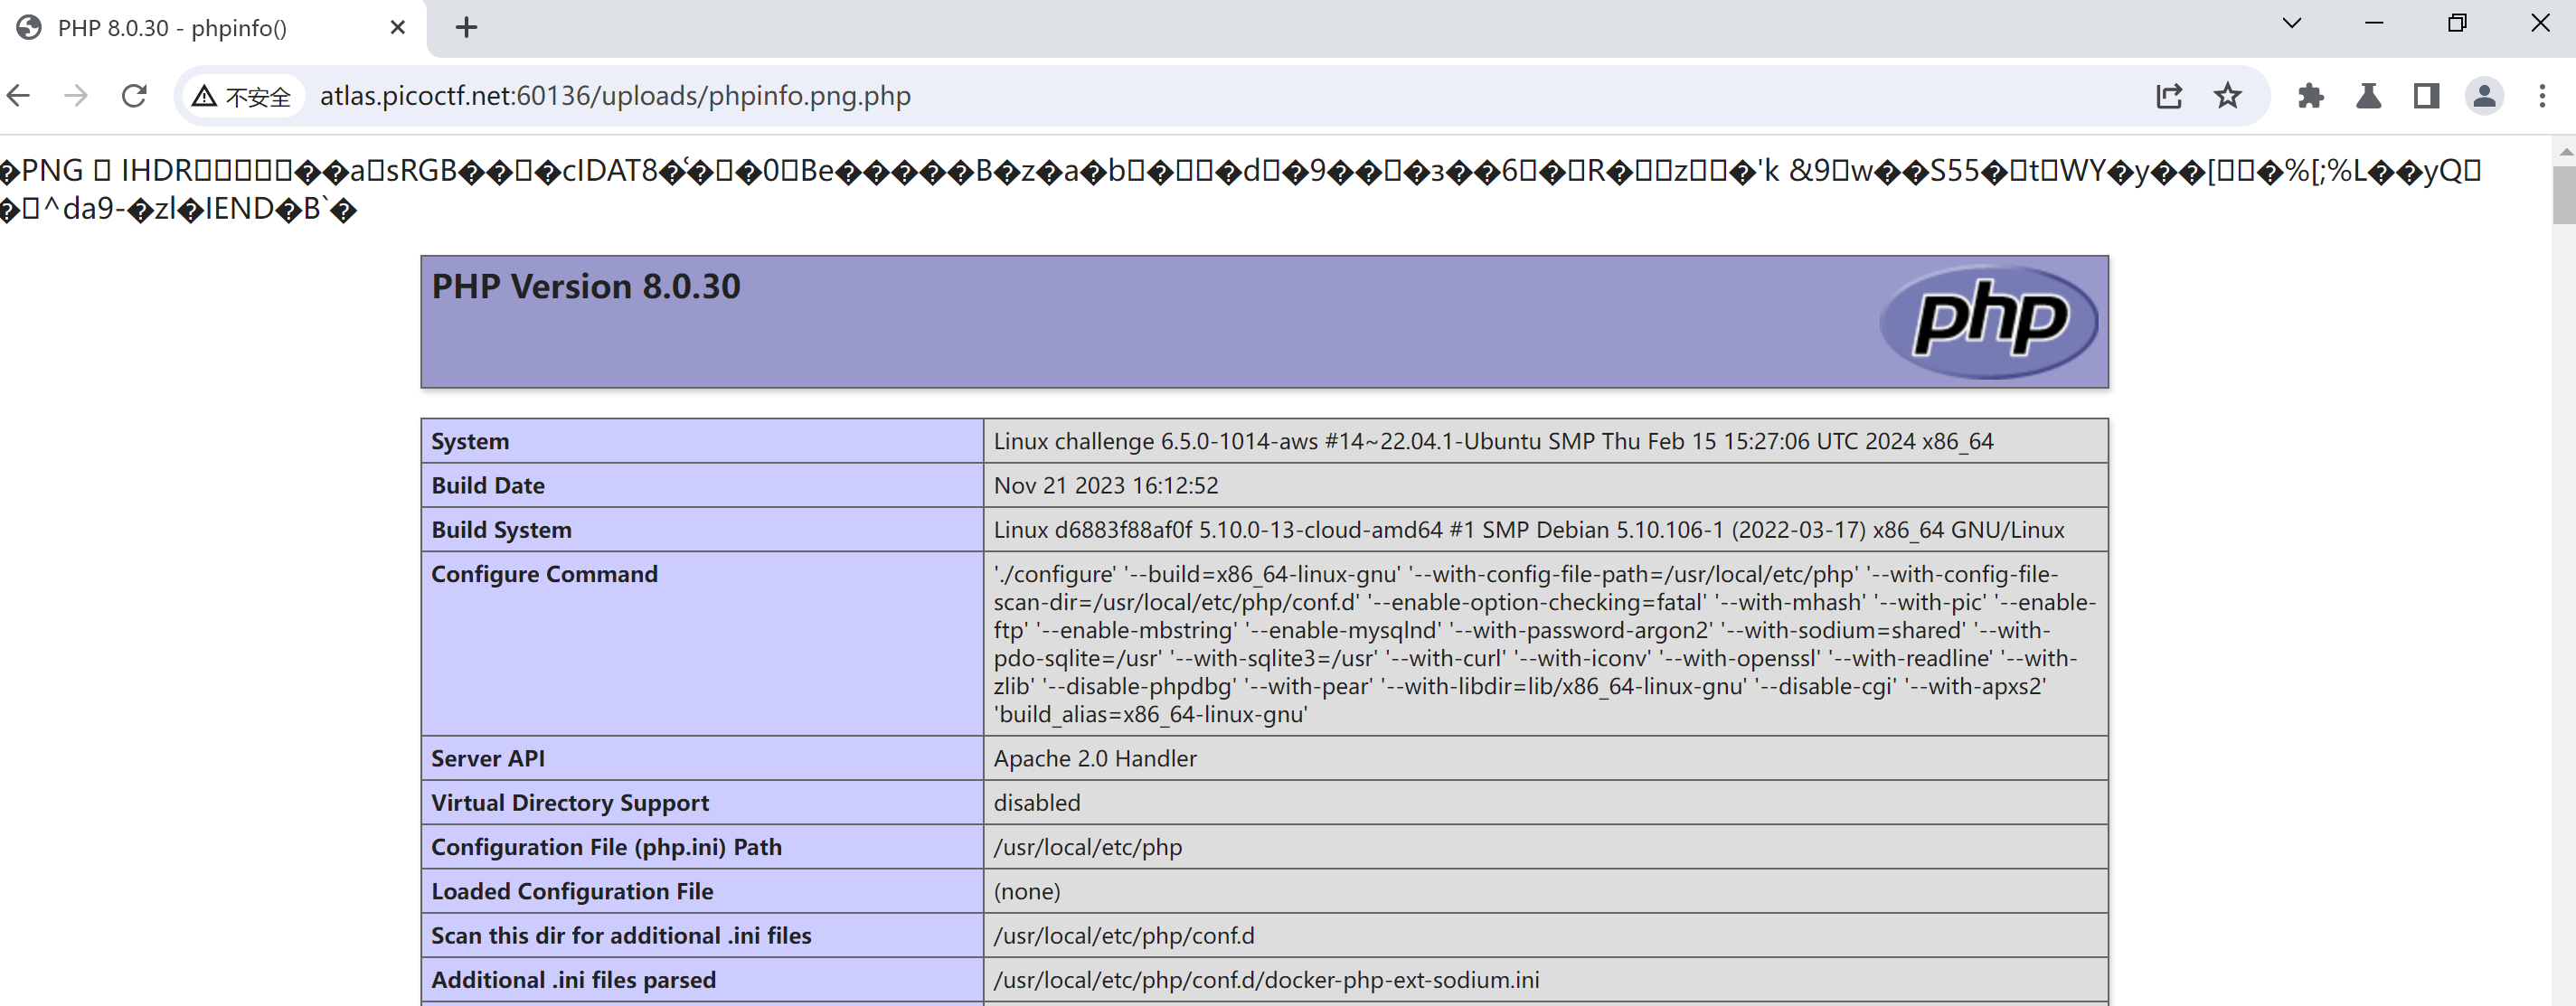 PHP 8.0.30 - phpinfo()
不安全 atlas.picoctf.net:60136/uploads/phpinfo.png.php
PNG IHDR a sRGB cIDAT8 0 Be B z a b d 9 з 6 R z 'k &9 w S55 t WY y [ %[;%L yQ
^da9- zl IEND B`
PHP Version 8.0.30
php
System Linux challenge 6.5.0-1014-aws #14~22.04.1-Ubuntu SMP Thu Feb 15 15:27:06 UTC 2024 x86_64
Build Date Nov 21 2023 16:12:52
Build System Linux d6883f88af0f 5.10.0-13-cloud-amd64 #1 SMP Debian 5.10.106-1 (2022-03-17) x86_64 GNU/Linux
Configure Command './configure' '--build=x86_64-linux-gnu' '--with-config-file-path=/usr/local/etc/php' '--with-config-file-
scan-dir=/usr/local/etc/php/conf.d' '--enable-option-checking=fatal' '--with-mhash' '--with-pic' '--enable-
ftp' '--enable-mbstring' '--enable-mysqlnd' '--with-password-argon2' '--with-sodium=shared' '--with-
pdo-sqlite=/usr' '--with-sqlite3=/usr' '--with-curl' '--with-iconv' '--with-openssl' '--with-readline' '--with-
zlib' '--disable-phpdbg' '--with-pear' '--with-libdir=lib/x86_64-linux-gnu' '--disable-cgi' '--with-apxs2'
'build_alias=x86_64-linux-gnu'
Server API Apache 2.0 Handler
Virtual Directory Support disabled
Configuration File (php.ini) Path /usr/local/etc/php
Loaded Configuration File (none)
Scan this dir for additional .ini files /usr/local/etc/php/conf.d
Additional .ini files parsed /usr/local/etc/php/conf.d/docker-php-ext-sodium.ini